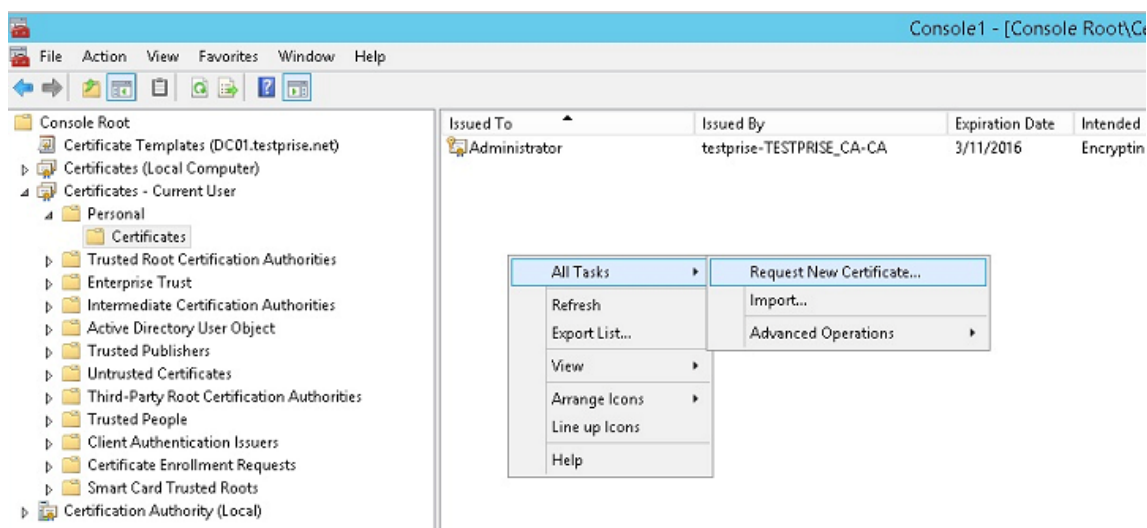 Console1 - [Console Root\Ce
File Action View Favorites Window Help
Console Root
Certificate Templates (DC01.testprise.net)
Certificates (Local Computer)
Certificates - Current User
Personal
Certificates
Trusted Root Certification Authorities
Enterprise Trust
Intermediate Certification Authorities
Active Directory User Object
Trusted Publishers
Untrusted Certificates
Third-Party Root Certification Authorities
Trusted People
Client Authentication Issuers
Certificate Enrollment Requests
Smart Card Trusted Roots
Certification Authority (Local)
Issued To Issued By Expiration Date Intended
Administrator testprise-TESTPRISE_CA-CA 3/11/2016 Encryptin
All Tasks
Refresh
Export List...
View
Arrange Icons
Line up Icons
Help
Request New Certificate...
Import...
Advanced Operations